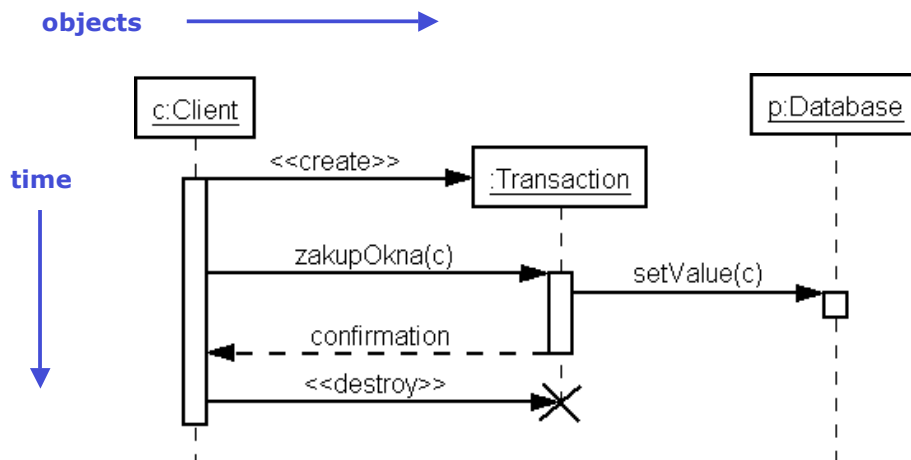 objects
c:Client
p:Database
<<create>>
:Transaction
time
zakupOkna(c)
setValue(c)
confirmation
<<destroy>>